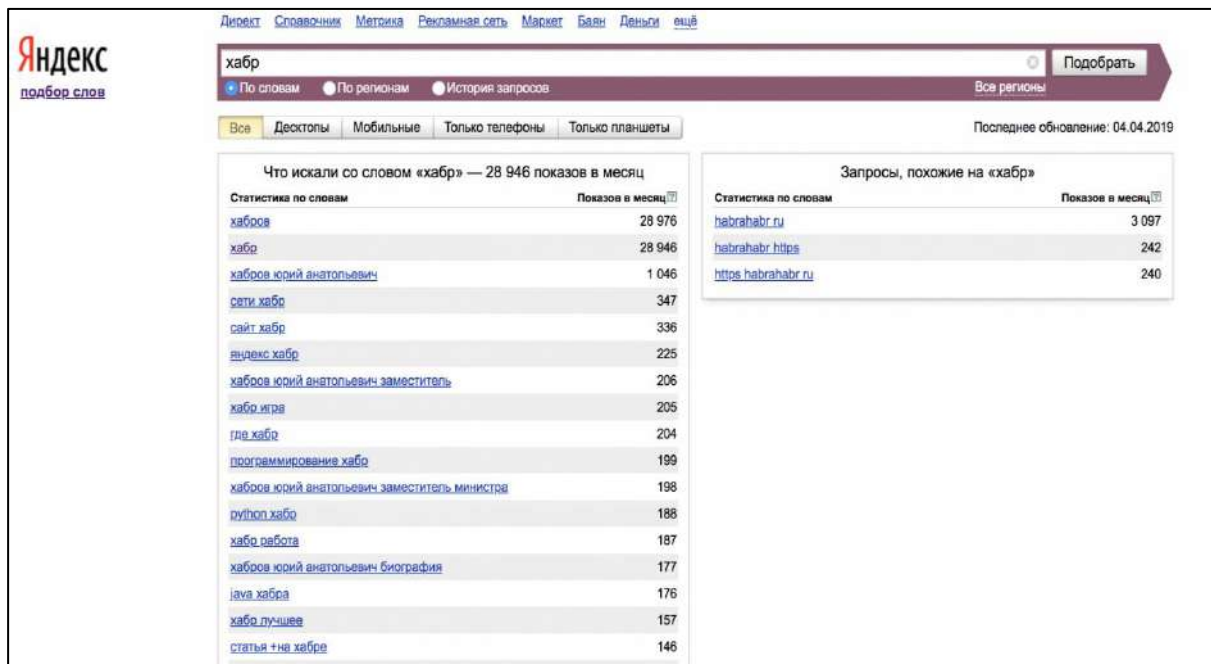 Директ Справочник Метрика Рекламная сеть Маркет Баян Деньги ещё
Яндекс
подбор слов
хабр
Подобрать
По словам По регионам История запросов Все регионы
Все Десктопы Мобильные Только телефоны Только планшеты
Последнее обновление: 04.04.2019
Что искали со словом «хабр» — 28 946 показов в месяц
Статистика по словам Показов в месяц ?
хабров 28 976
хабр 28 946
хабров юрий анатольевич 1 046
сети хабр 347
сайт хабр 336
яндекс хабр 225
хабров юрий анатольевич заместитель 206
хабр игра 205
где хабр 204
программирование хабр 199
хабров юрий анатольевич заместитель министра 198
python хабр 188
хабр работа 187
хабров юрий анатольевич биография 177
java хабра 176
хабр лучшее 157
статья +на хабре 146
Запросы, похожие на «хабр»
Статистика по словам Показов в месяц ?
habrahabr ru 3 097
habrahabr https 242
https habrahabr ru 240